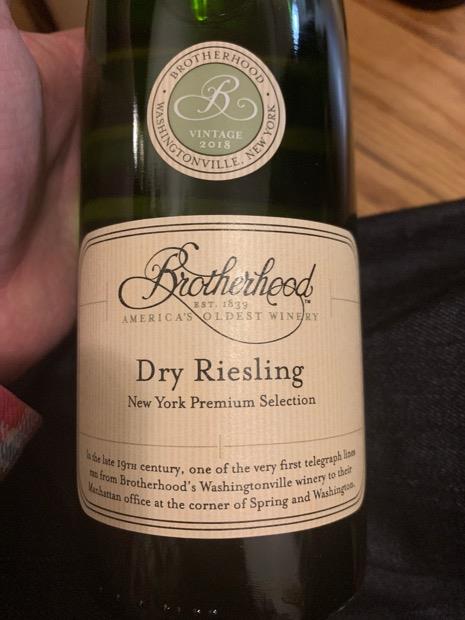 BROTHERHOOD
B
VINTAGE
2018
WASHINGTONVILLE, NEW YORK
Brotherhood™
EST. 1839
AMERICA'S OLDEST WINERY
Dry Riesling
New York Premium Selection
In the late 19TH century, one of the very first telegraph lines
ran from Brotherhood's Washingtonville winery to their
Manhattan office at the corner of Spring and Washington.